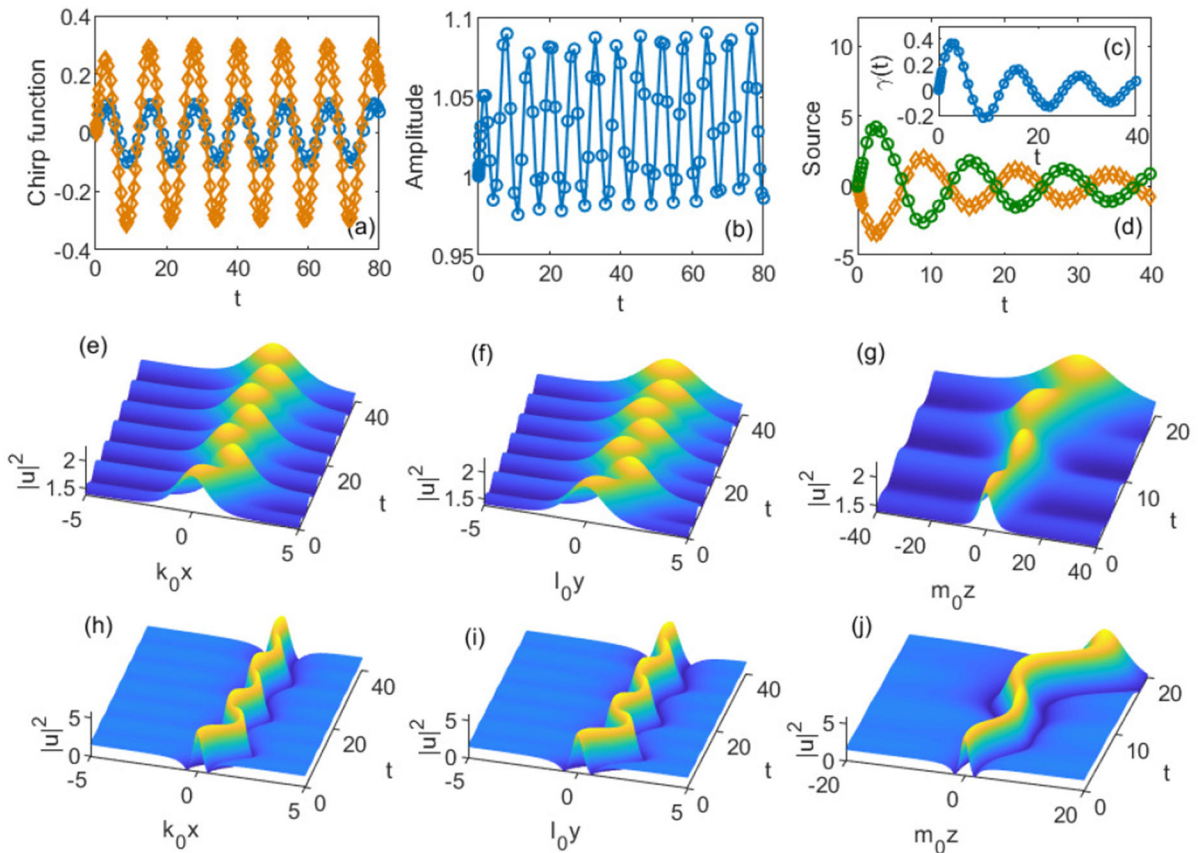 0.4
0.2
0
-0.2
-0.4
Chirp function
(a)
0
20
40
60
80
t
1.1
1.05
1
0.95
Amplitude
(b)
0
20
40
60
80
t
10
5
0
-5
Source
0.4
0.2
0
-0.2
γ(t)
(c)
0
20
40
t
(d)
0
10
20
30
40
t
(e)
2
1.5
|u|²
-5
0
5
k₀x
0
20
40
t
(f)
2
1.5
|u|²
-5
0
5
l₀y
0
20
40
t
(g)
2
1.5
|u|²
-40
-20
0
20
40
m₀z
0
10
20
t
(h)
5
0
|u|²
-5
0
5
k₀x
0
20
40
t
(i)
5
0
|u|²
-5
0
5
l₀y
0
20
40
t
(j)
5
0
|u|²
-20
0
20
m₀z
0
10
20
t